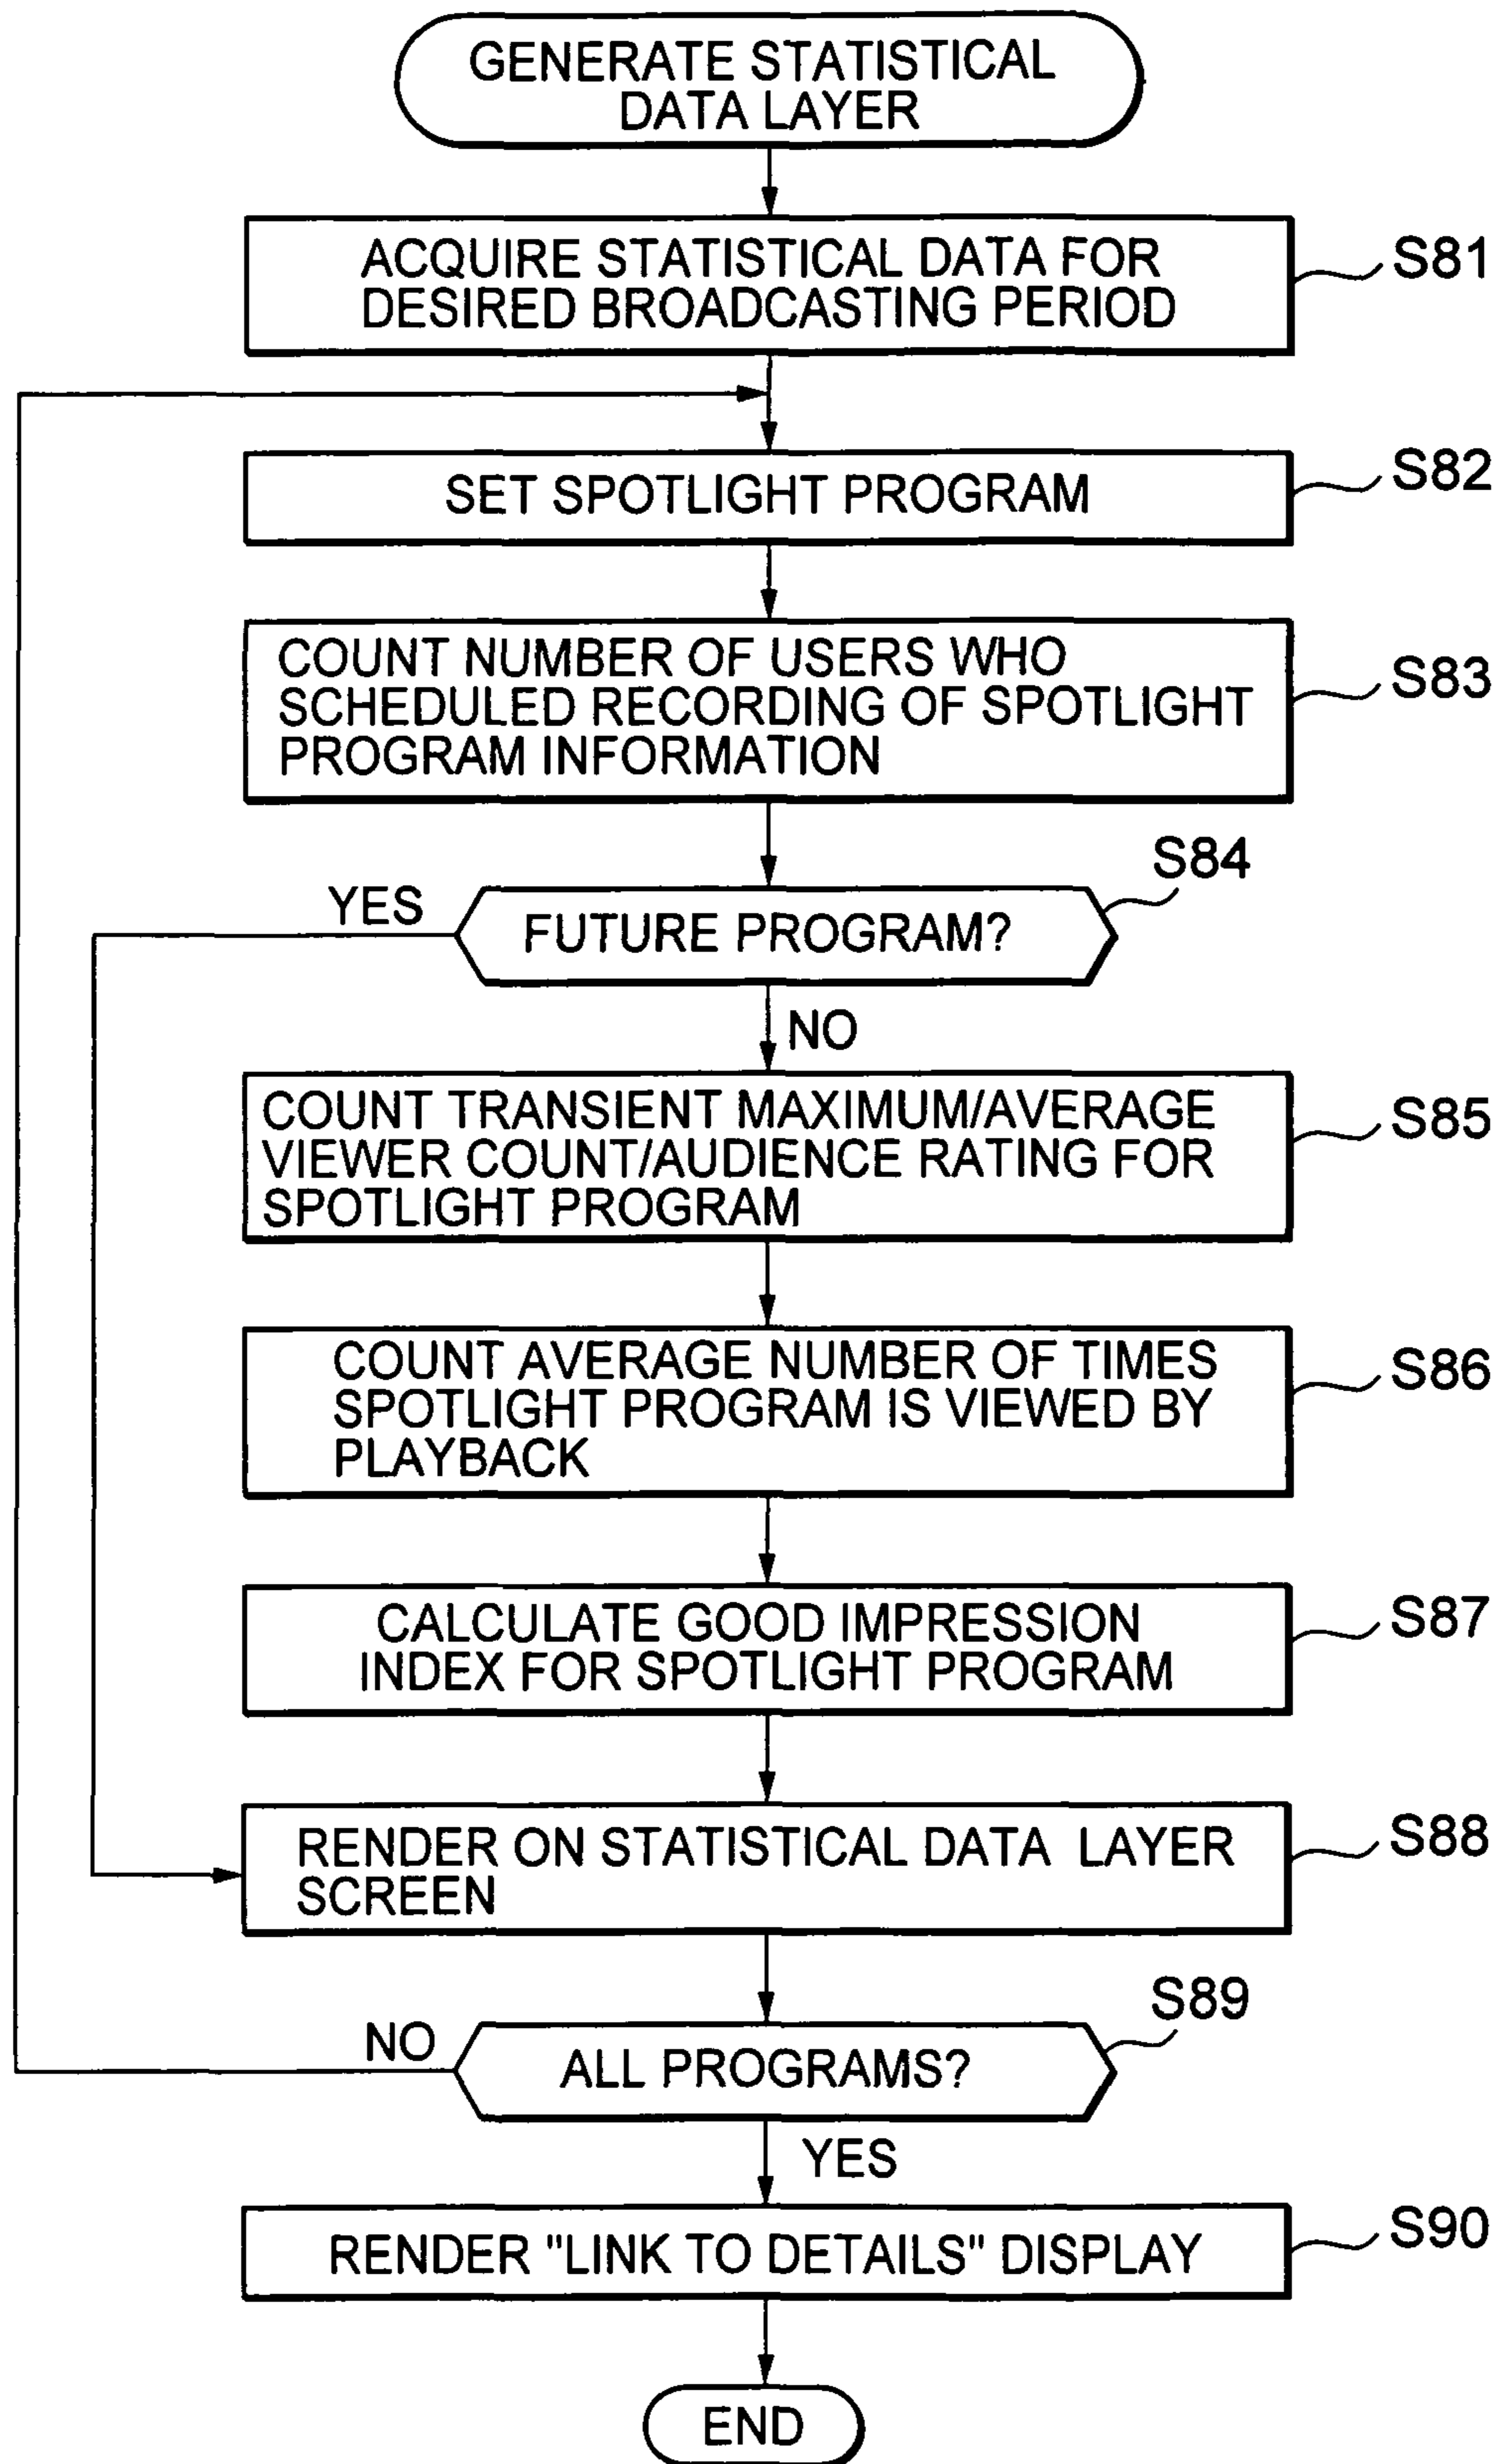 GENERATE STATISTICAL
DATA LAYER
ACQUIRE STATISTICAL DATA FOR
DESIRED BROADCASTING PERIOD
S81
SET SPOTLIGHT PROGRAM
S82
COUNT NUMBER OF USERS WHO
SCHEDULED RECORDING OF SPOTLIGHT
PROGRAM INFORMATION
S83
S84
YES
FUTURE PROGRAM?
NO
COUNT TRANSIENT MAXIMUM/AVERAGE
VIEWER COUNT/AUDIENCE RATING FOR
SPOTLIGHT PROGRAM
S85
COUNT AVERAGE NUMBER OF TIMES
SPOTLIGHT PROGRAM IS VIEWED BY
PLAYBACK
S86
CALCULATE GOOD IMPRESSION
INDEX FOR SPOTLIGHT PROGRAM
S87
RENDER ON STATISTICAL DATA LAYER
SCREEN
S88
S89
NO
ALL PROGRAMS?
YES
RENDER "LINK TO DETAILS" DISPLAY
S90
END